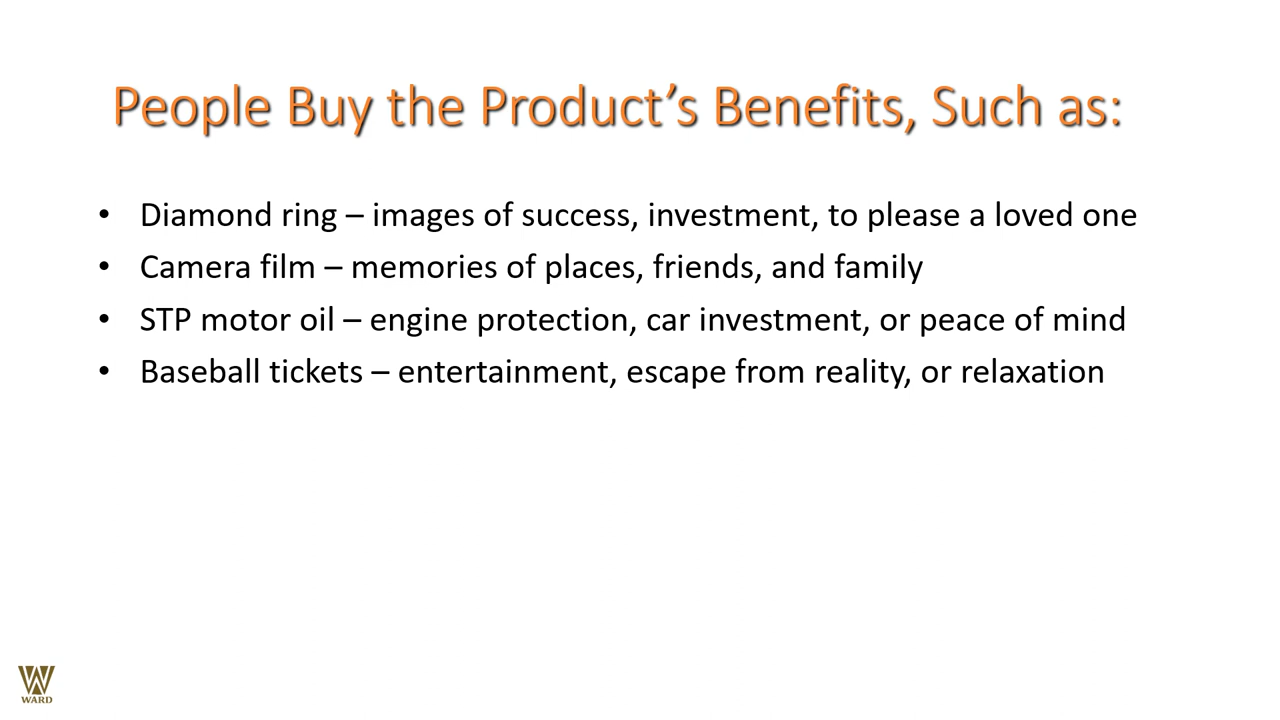 People Buy the Product’s Benefits, Such as:
• Diamond ring – images of success, investment, to please a loved one
• Camera film – memories of places, friends, and family
• STP motor oil – engine protection, car investment, or peace of mind
• Baseball tickets – entertainment, escape from reality, or relaxation
WARD